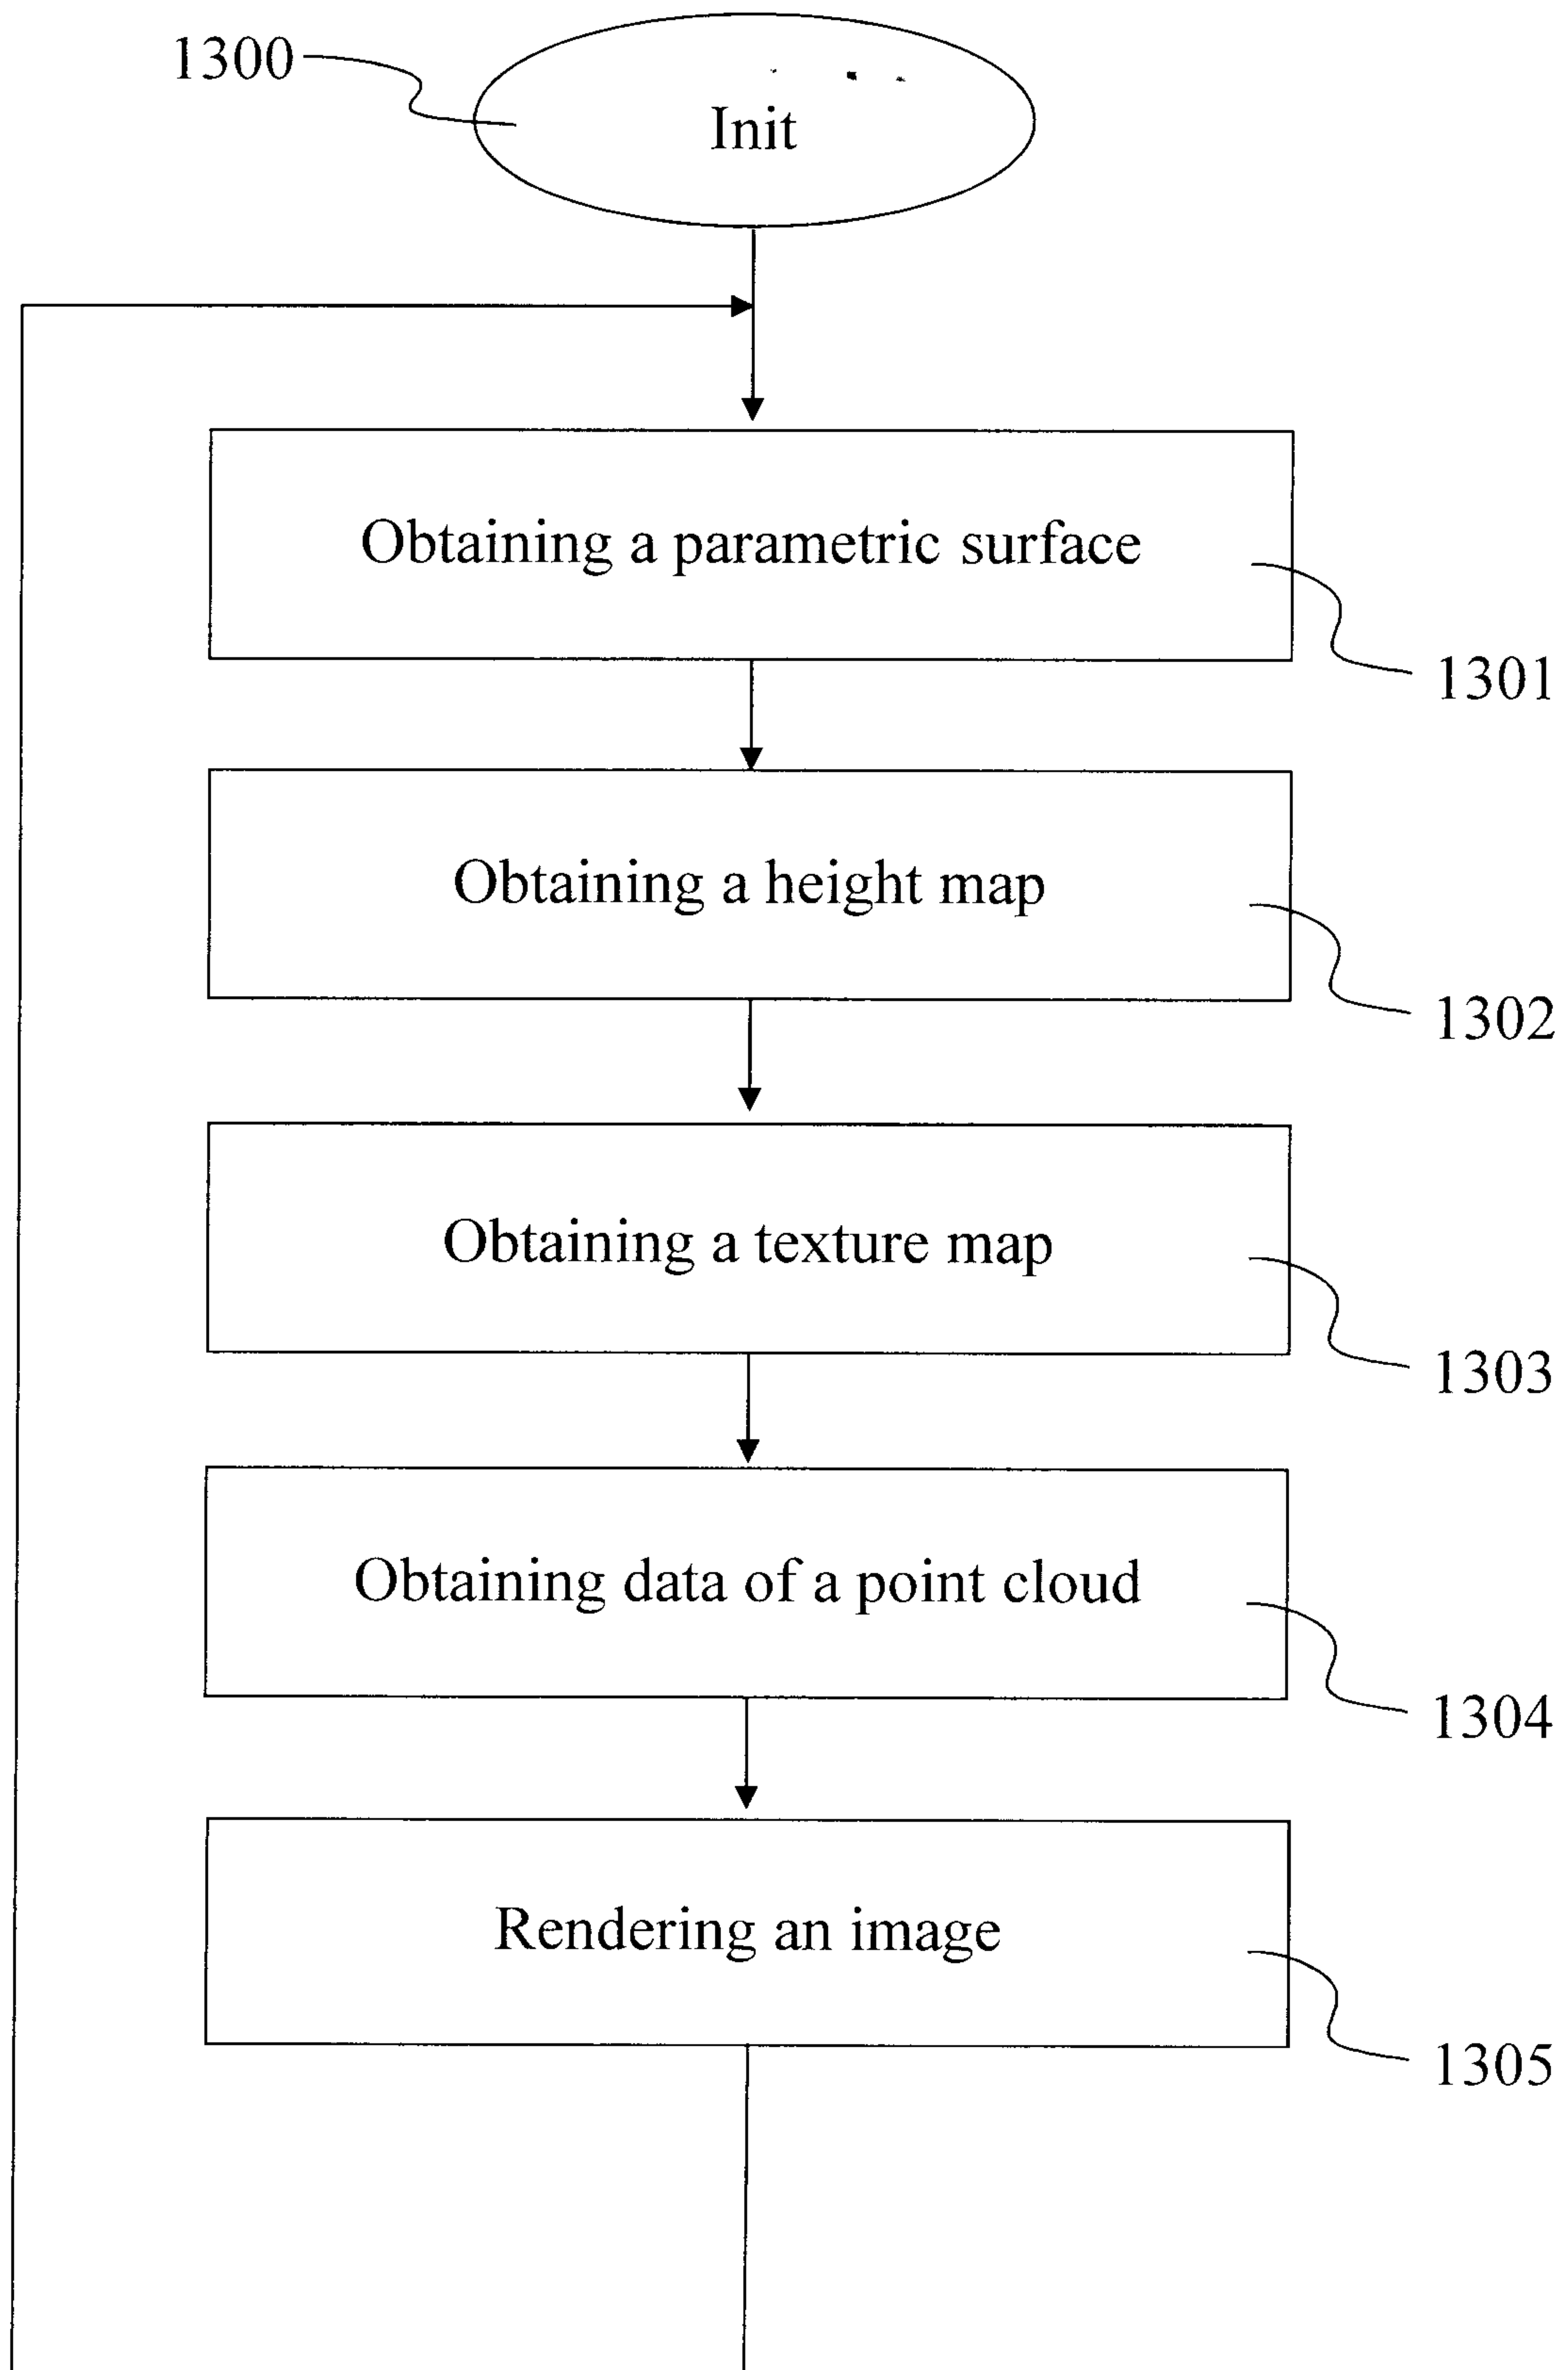 1300
Init
Obtaining a parametric surface
1301
Obtaining a height map
1302
Obtaining a texture map
1303
Obtaining data of a point cloud
1304
Rendering an image
1305